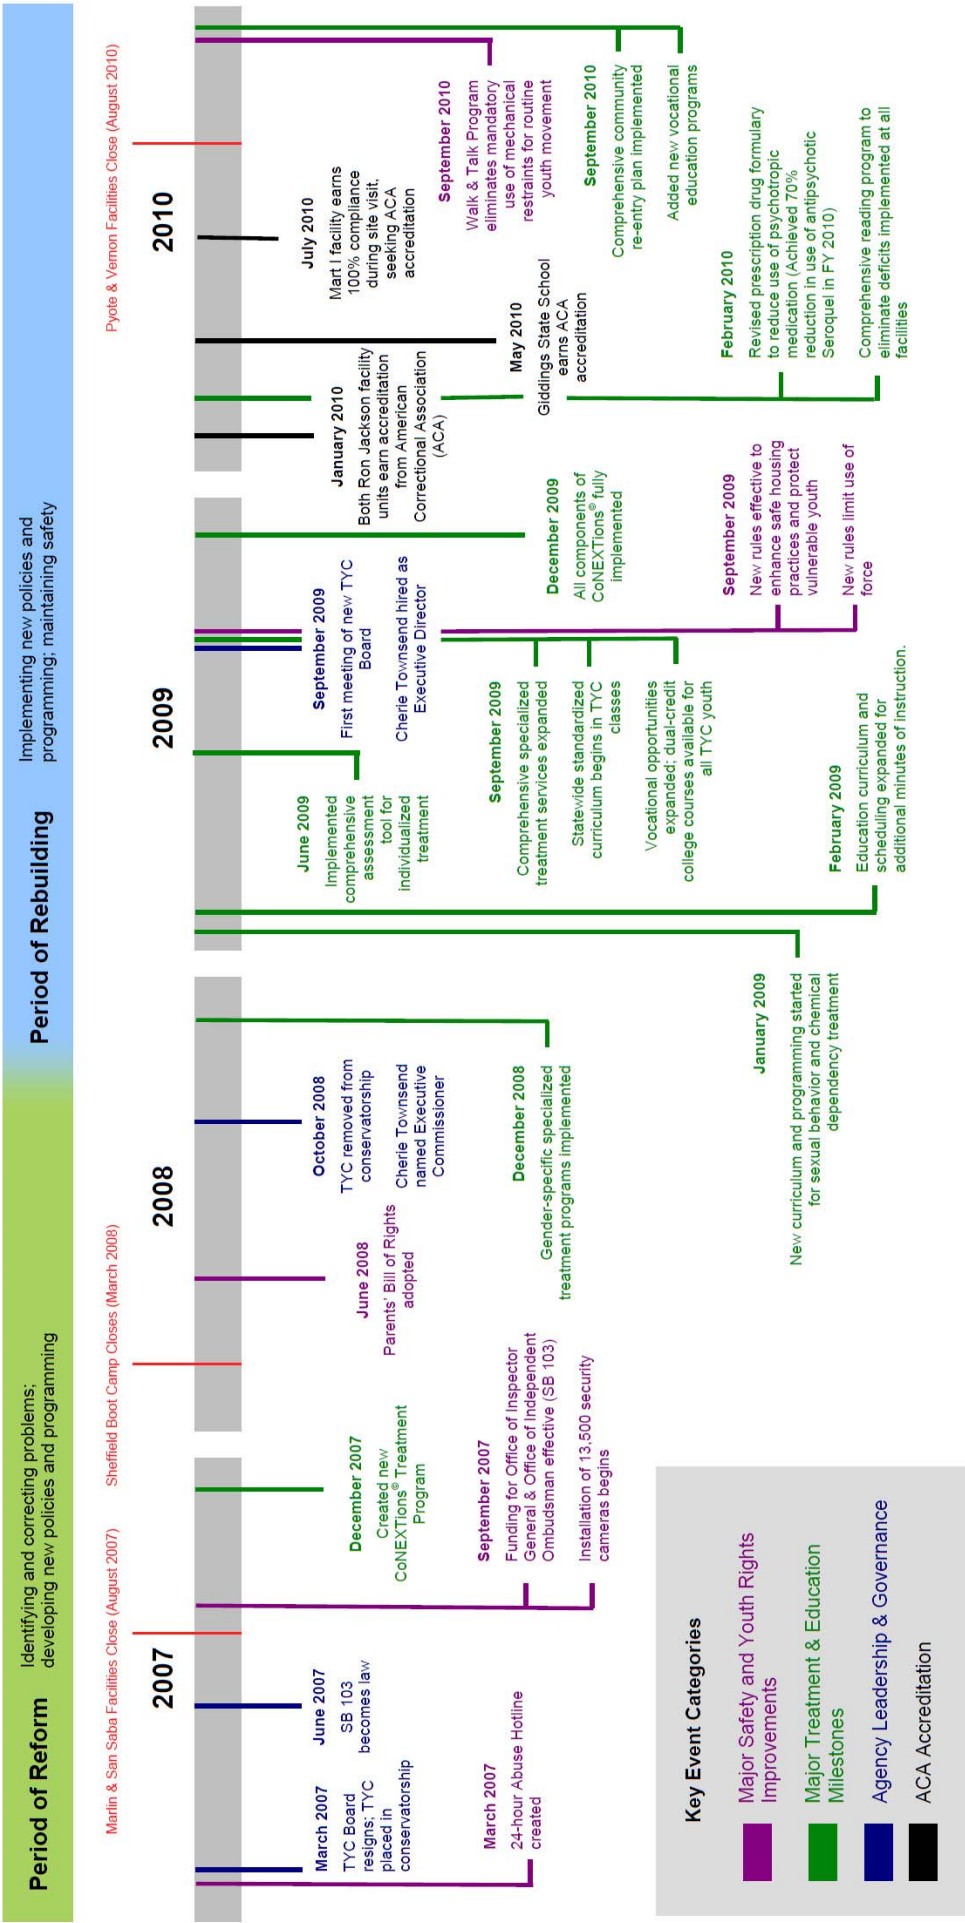 Period of Reform
Identifying and correcting problems;
developing new policies and programming
Period of Rebuilding
Implementing new policies and
programming; maintaining safety
Marlin & San Saba Facilities Close (August 2007)
Sheffield Boot Camp Closes (March 2008)
Pyote & Vernon Facilities Close (August 2010)
2007
2008
2009
2010
March 2007
TYC Board
resigns; TYC
placed in
conservatorship
June 2007
SB 103
becomes law
March 2007
24-hour Abuse Hotline
created
December 2007
Created new
CoNEXTions® Treatment
Program
September 2007
Funding for Office of Inspector
General & Office of Independent
Ombudsman effective (SB 103)
Installation of 13,500 security
cameras begins
June 2008
Parents' Bill of Rights
adopted
October 2008
TYC removed from
conservatorship
Cherie Townsend
named Executive
Commissioner
December 2008
Gender-specific specialized
treatment programs implemented
January 2009
New curriculum and programming started
for sexual behavior and chemical
dependency treatment
February 2009
Education curriculum and
scheduling expanded for
additional minutes of instruction.
June 2009
Implemented
comprehensive
assessment
tool for
individualized
treatment
September 2009
First meeting of new TYC
Board
Cherie Townsend hired as
Executive Director
September 2009
Comprehensive specialized
treatment services expanded
Statewide standardized
curriculum begins in TYC
classes
Vocational opportunities
expanded; dual-credit
college courses available for
all TYC youth
September 2009
New rules effective to
enhance safe housing
practices and protect
vulnerable youth
New rules limit use of
force
December 2009
All components of
CoNEXTions® fully
implemented
January 2010
Both Ron Jackson facility
units earn accreditation
from American
Correctional Association
(ACA)
February 2010
Revised prescription drug formulary
to reduce use of psychotropic
medication (Achieved 70%
reduction in use of antipsychotic
Seroquel in FY 2010)
Comprehensive reading program to
eliminate deficits implemented at all
facilities
May 2010
Giddings State School
earns ACA
accreditation
July 2010
Mart I facility earns
100% compliance
during site visit,
seeking ACA
accreditation
September 2010
Walk & Talk Program
eliminates mandatory
use of mechanical
restraints for routine
youth movement
September 2010
Comprehensive community
re-entry plan implemented
Added new vocational
education programs
Key Event Categories
Major Safety and Youth Rights
Improvements
Major Treatment & Education
Milestones
Agency Leadership & Governance
ACA Accreditation